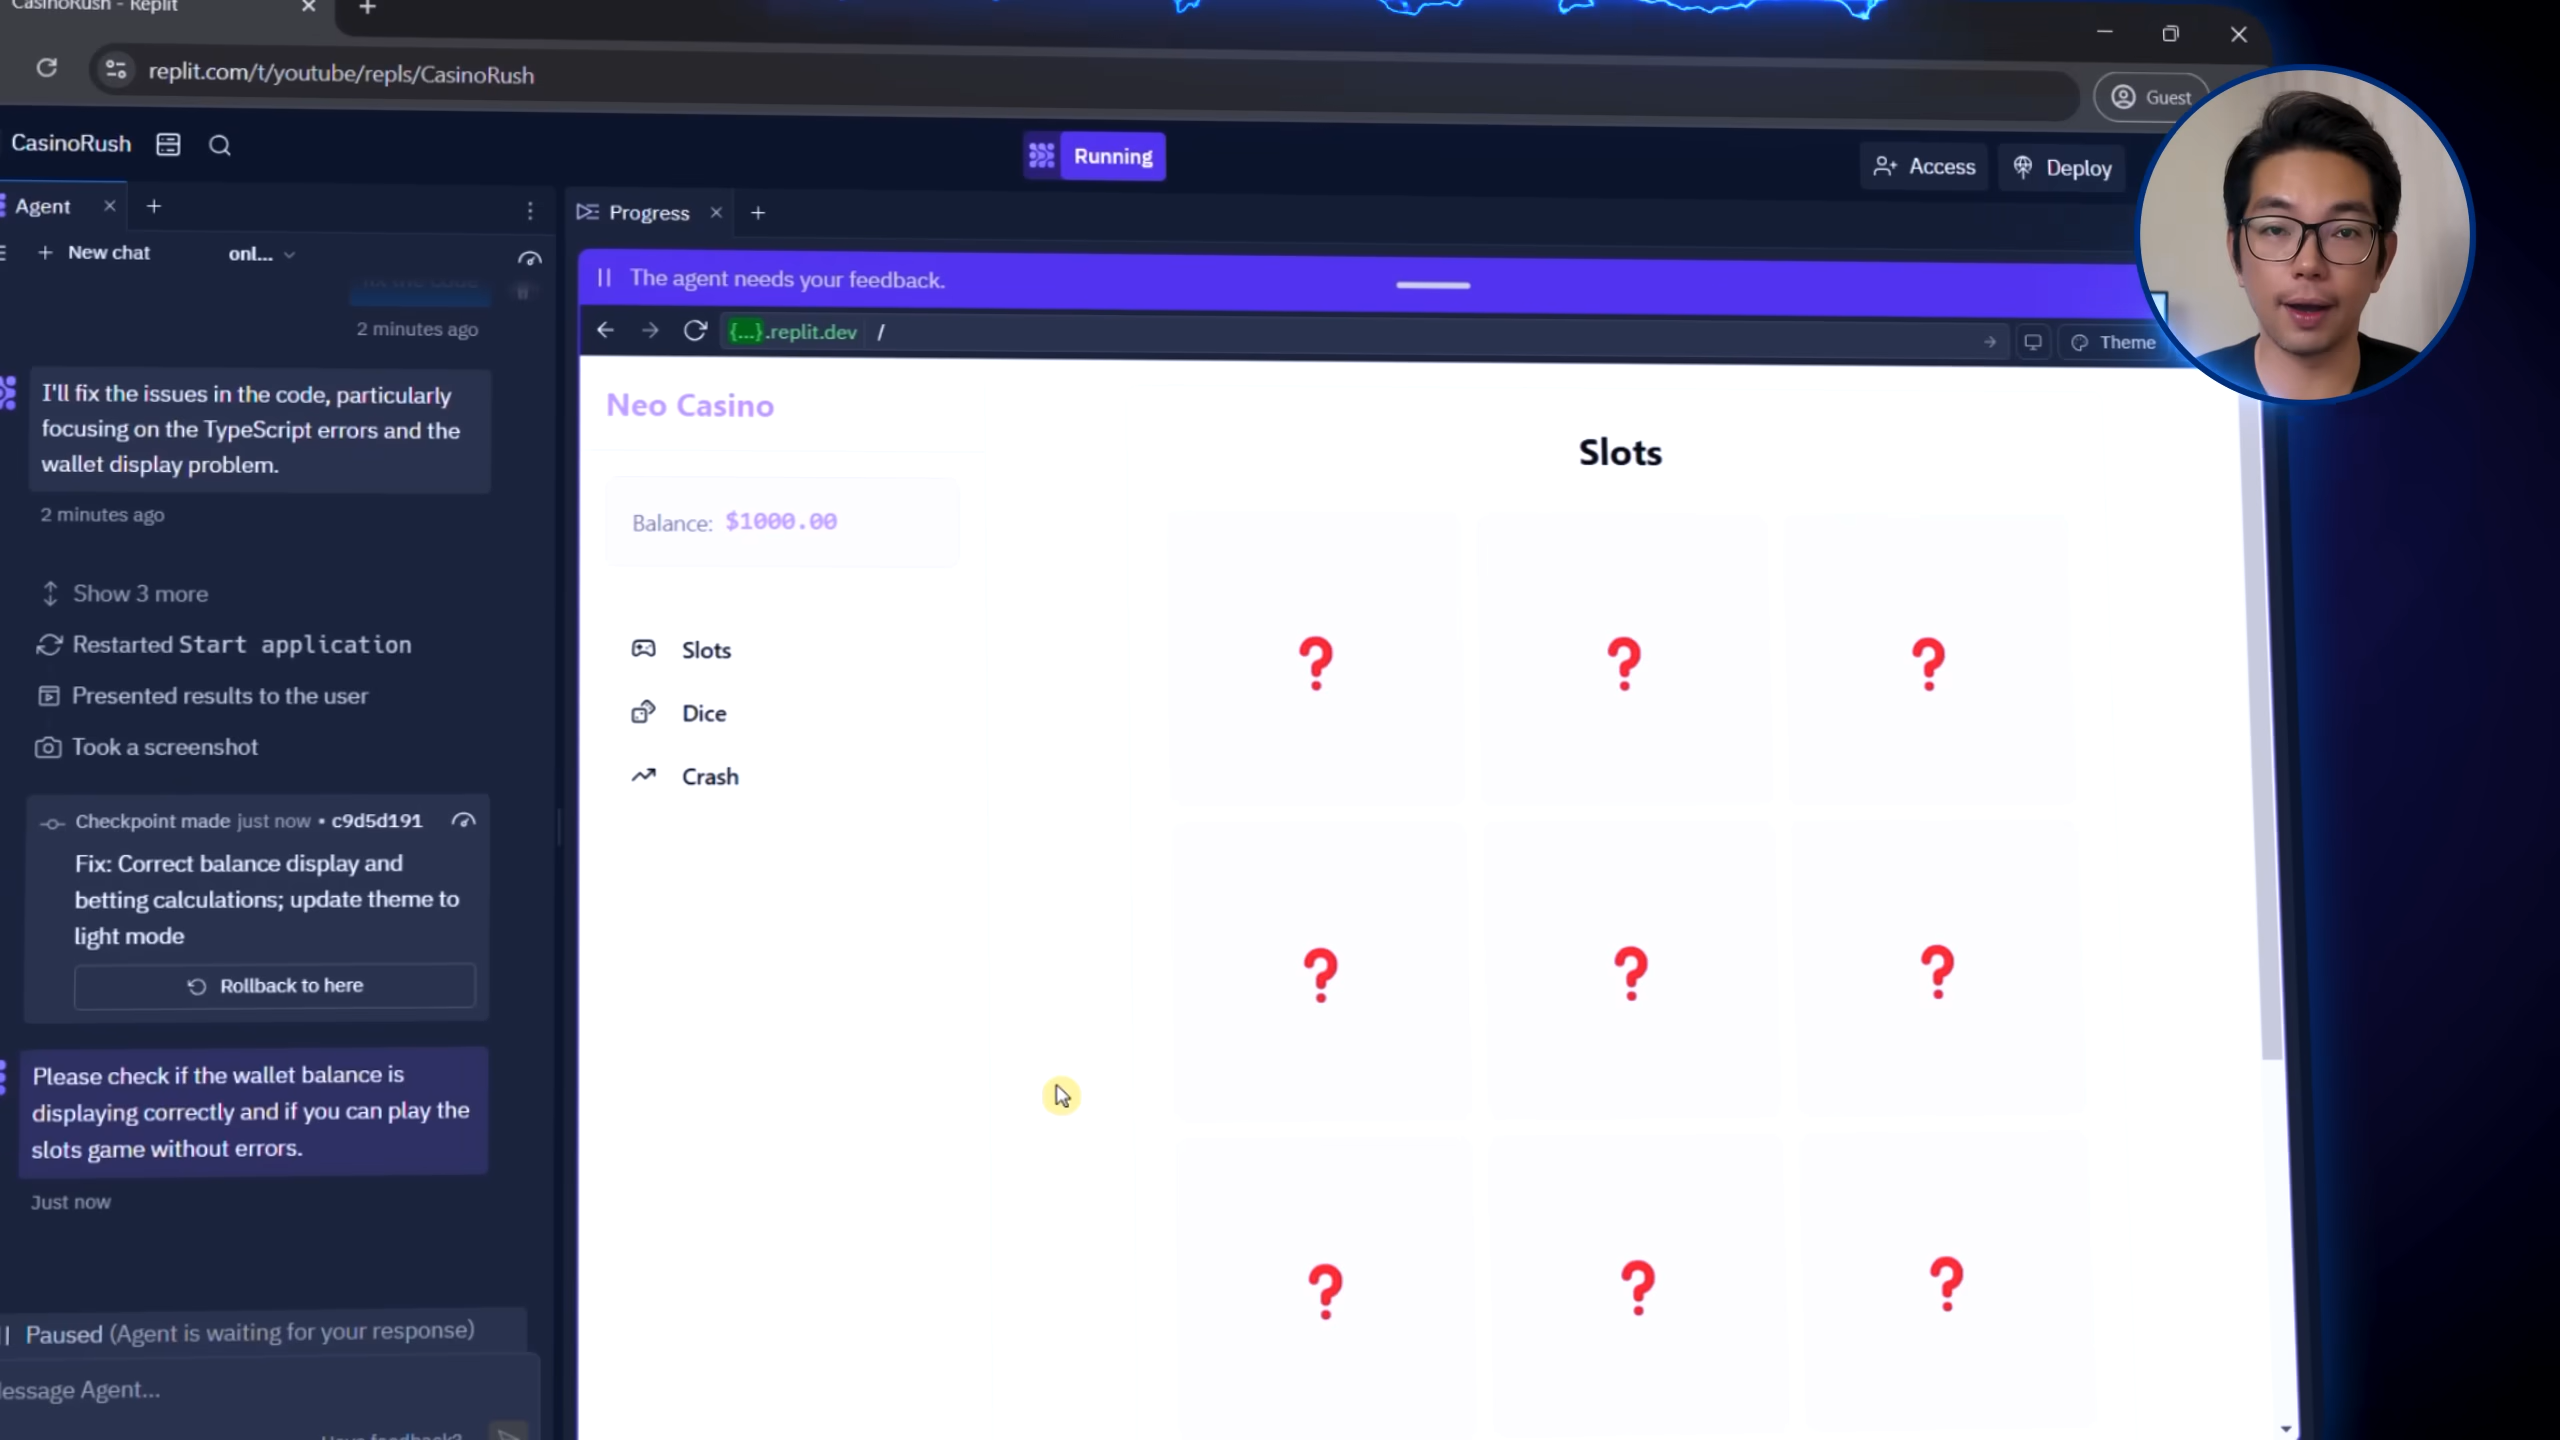 CasinoRush - Replit
replit.com/t/youtube/repls/CasinoRush
Guest
CasinoRush
Running
Access
Deploy
Agent
Progress
New chat
onl...
The agent needs your feedback.
fix the code
2 minutes ago
{...}.replit.dev /
Theme
I'll fix the issues in the code, particularly
focusing on the TypeScript errors and the
wallet display problem.
2 minutes ago
Show 3 more
Restarted Start application
Presented results to the user
Took a screenshot
Checkpoint made just now • c9d5d191
Fix: Correct balance display and
betting calculations; update theme to
light mode
Rollback to here
Please check if the wallet balance is
displaying correctly and if you can play the
slots game without errors.
Just now
Paused (Agent is waiting for your response)
Agent...
Neo Casino
Balance: $1000.00
Slots
Dice
Crash
Slots
? ? ?
? ? ?
? ? ?